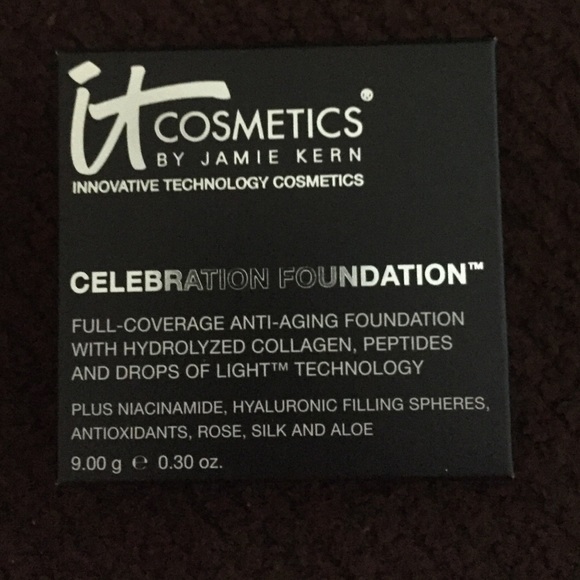 it
COSMETICS®
BY JAMIE KERN
INNOVATIVE TECHNOLOGY COSMETICS
CELEBRATION FOUNDATION™
FULL-COVERAGE ANTI-AGING FOUNDATION
WITH HYDROLYZED COLLAGEN, PEPTIDES
AND DROPS OF LIGHT™ TECHNOLOGY
PLUS NIACINAMIDE, HYALURONIC FILLING SPHERES,
ANTIOXIDANTS, ROSE, SILK AND ALOE
9.00 g ℮ 0.30 oz.